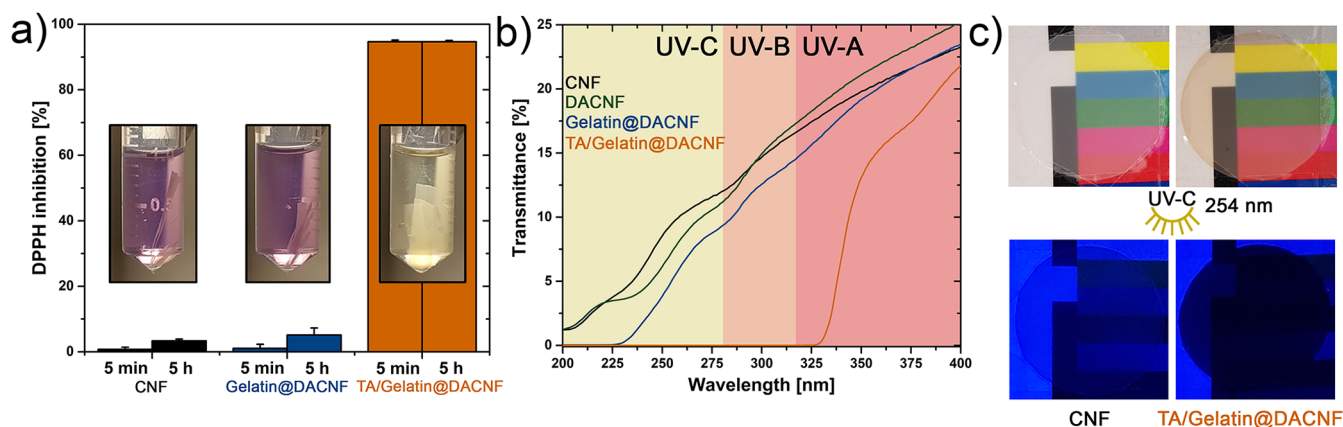 a)
DPPH inhibition [%]
100
80
60
40
20
0
0.5
5 min 5 h
CNF
5 min 5 h
Gelatin@DACNF
5 min 5 h
TA/Gelatin@DACNF
b)
Transmittance [%]
25
20
15
10
5
0
UV-C UV-B UV-A
CNF
DACNF
Gelatin@DACNF
TA/Gelatin@DACNF
200 225 250 275 300 325 350 375 400
Wavelength [nm]
c)
UV-C
254 nm
CNF
TA/Gelatin@DACNF